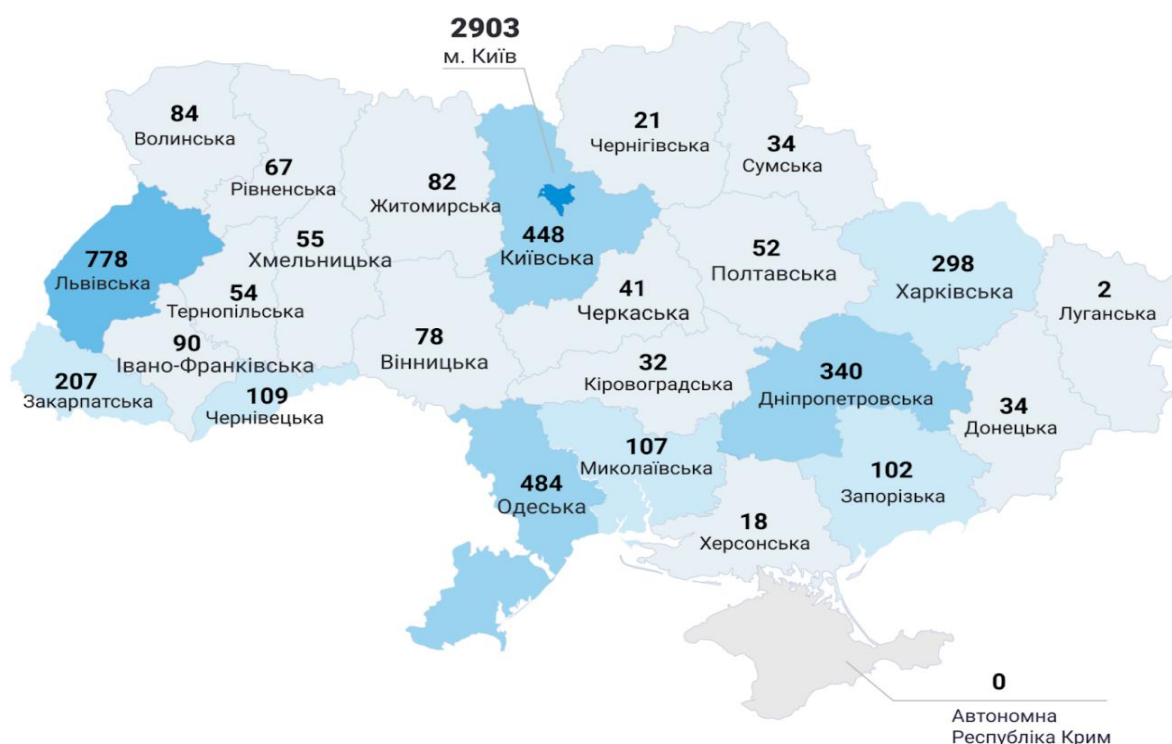 2903
м. Київ
84
Волинська
67
Рівненська
82
Житомирська
21
Чернігівська
34
Сумська
778
Львівська
55
Хмельницька
54
Тернопільська
448
Київська
41
Черкаська
52
Полтавська
298
Харківська
2
Луганська
90
Івано-Франківська
207
Закарпатська
109
Чернівецька
78
Вінницька
32
Кіровоградська
340
Дніпропетровська
34
Донецька
484
Одеська
107
Миколаївська
102
Запорізька
18
Херсонська
0
Автономна
Республіка Крим